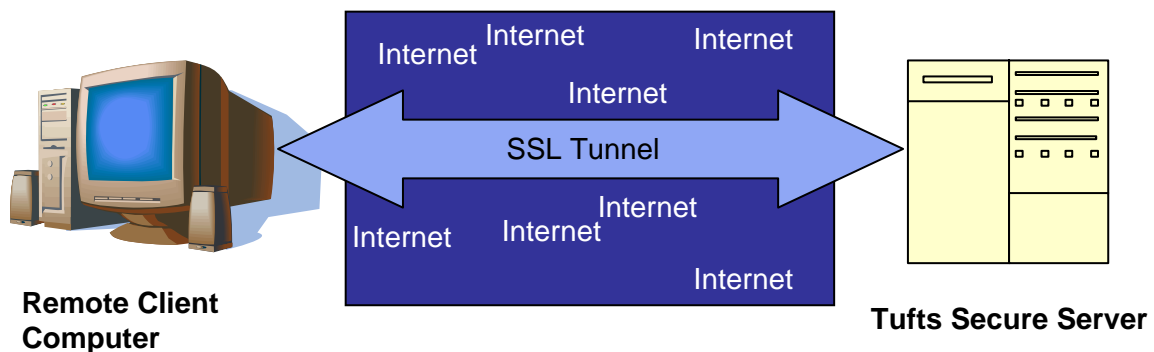 Internet
Internet
Internet
Internet
SSL Tunnel
Internet
Internet
Internet
Internet
Remote Client
Computer
Tufts Secure Server